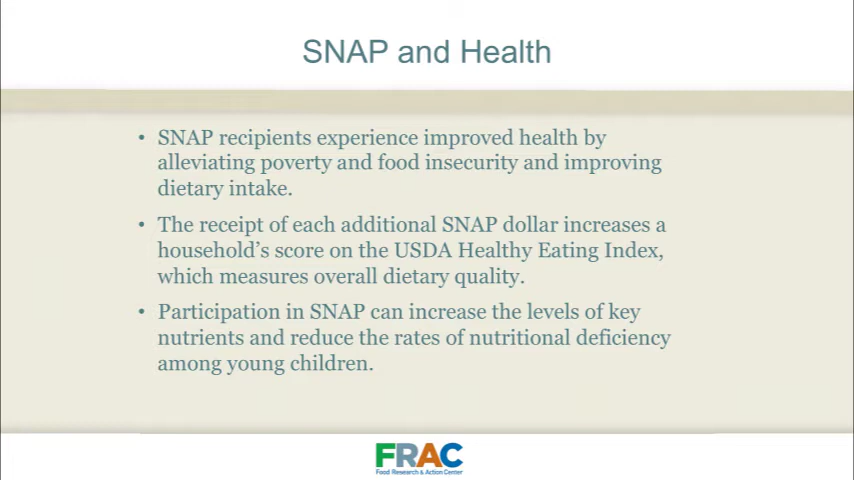 SNAP and Health
• SNAP recipients experience improved health by
alleviating poverty and food insecurity and improving
dietary intake.
• The receipt of each additional SNAP dollar increases a
household's score on the USDA Healthy Eating Index,
which measures overall dietary quality.
• Participation in SNAP can increase the levels of key
nutrients and reduce the rates of nutritional deficiency
among young children.
FRAC
Food Research & Action Center